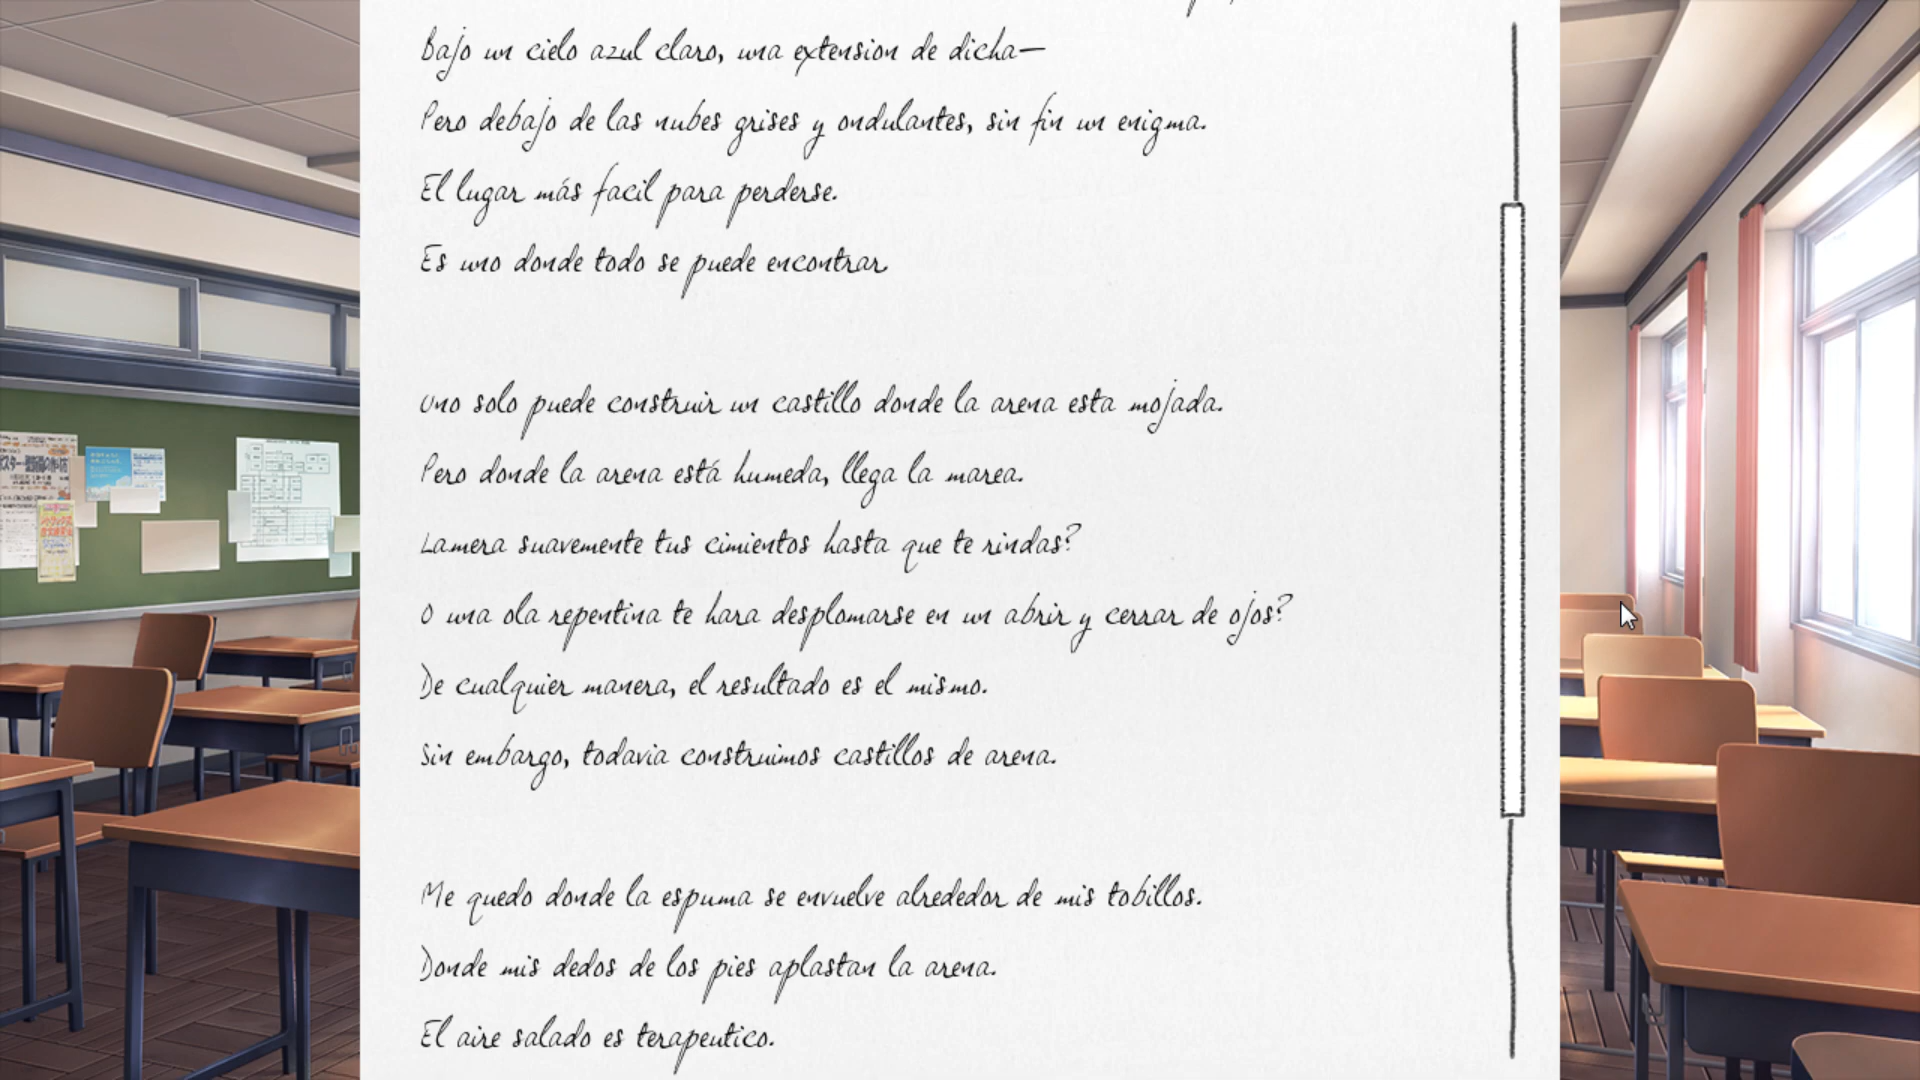 Bajo un cielo azul claro, una extension de dicha—
Pero debajo de las nubes grises y ondulantes, sin fin un enigma.
El lugar más facil para perderse.
Es uno donde todo se puede encontrar
Uno solo puede construir un castillo donde la arena esta mojada.
Pero donde la arena está humeda, llega la marea.
Lamera suavemente tus cimientos hasta que te rindas?
O una ola repentina te hara desplomarse en un abrir y cerrar de ojos?
De cualquier manera, el resultado es el mismo.
Sin embargo, todavia construimos castillos de arena.
Me quedo donde la espuma se envuelve alrededor de mis tobillos.
Donde mis dedos de los pies aplastan la arena.
El aire salado es terapeutico.